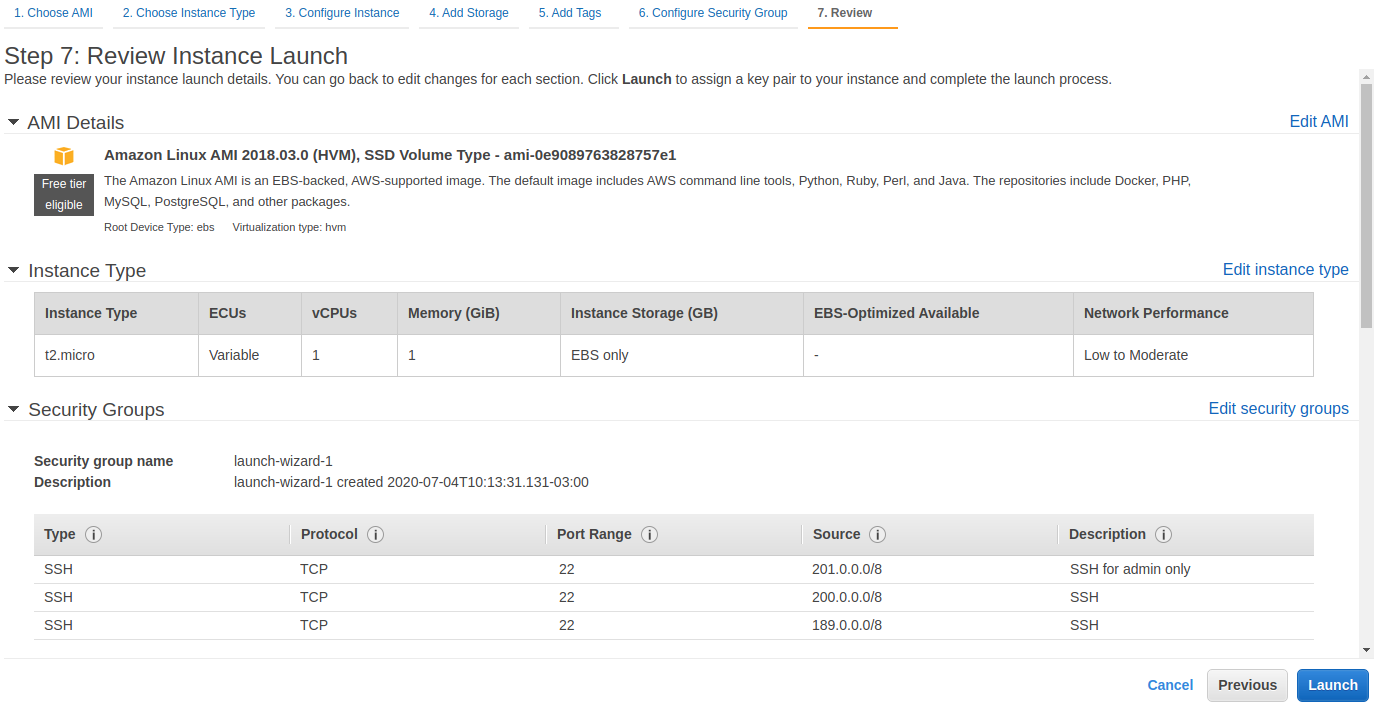 1. Choose AMI 2. Choose Instance Type 3. Configure Instance 4. Add Storage 5. Add Tags 6. Configure Security Group 7. Review
Step 7: Review Instance Launch
Please review your instance launch details. You can go back to edit changes for each section. Click Launch to assign a key pair to your instance and complete the launch process.
AMI Details Edit AMI
Amazon Linux AMI 2018.03.0 (HVM), SSD Volume Type - ami-0e9089763828757e1
Free tier
eligible
The Amazon Linux AMI is an EBS-backed, AWS-supported image. The default image includes AWS command line tools, Python, Ruby, Perl, and Java. The repositories include Docker, PHP,
MySQL, PostgreSQL, and other packages.
Root Device Type: ebs Virtualization type: hvm
Instance Type Edit instance type
Instance Type ECUs vCPUs Memory (GiB) Instance Storage (GB) EBS-Optimized Available Network Performance
t2.micro Variable 1 1 EBS only - Low to Moderate
Security Groups Edit security groups
Security group name launch-wizard-1
Description launch-wizard-1 created 2020-07-04T10:13:31.131-03:00
Type i Protocol i Port Range i Source i Description i
SSH TCP 22 201.0.0.0/8 SSH for admin only
SSH TCP 22 200.0.0.0/8 SSH
SSH TCP 22 189.0.0.0/8 SSH
Cancel Previous Launch